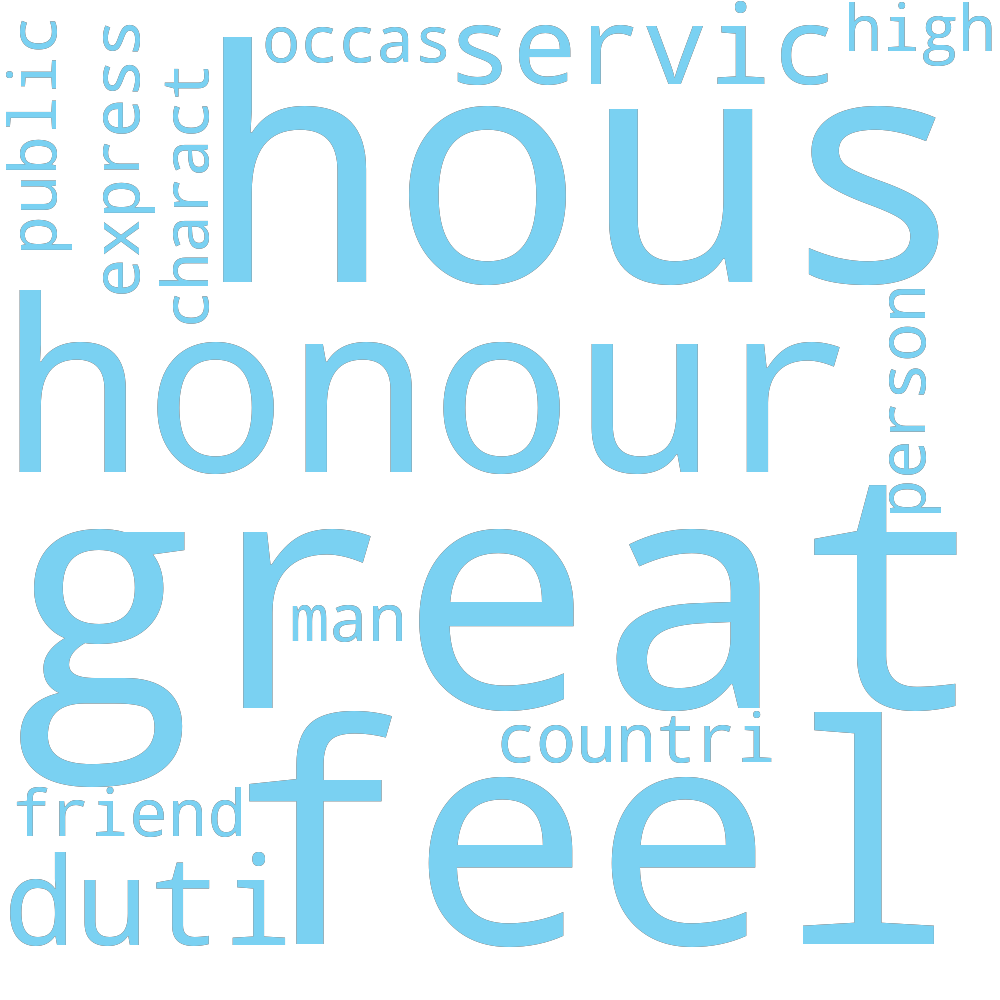 public
express
charact
occas
servic
high
hous
honour
person
great
man
countri
feel
friend
duti